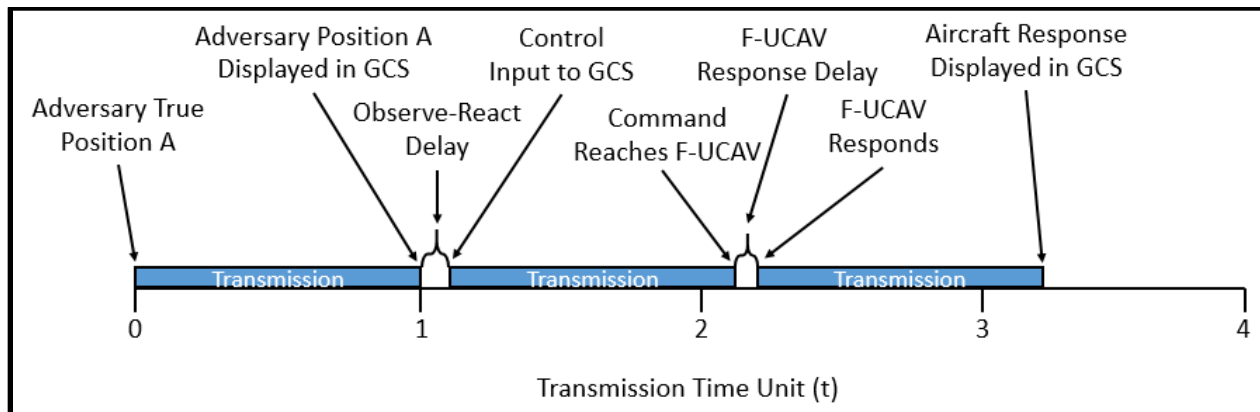 Adversary True
Position A
Adversary Position A
Displayed in GCS
Observe-React
Delay
Control
Input to GCS
Command
Reaches F-UCAV
F-UCAV
Response Delay
F-UCAV
Responds
Aircraft Response
Displayed in GCS
Transmission
Transmission
Transmission
0
1
2
3
4
Transmission Time Unit (t)